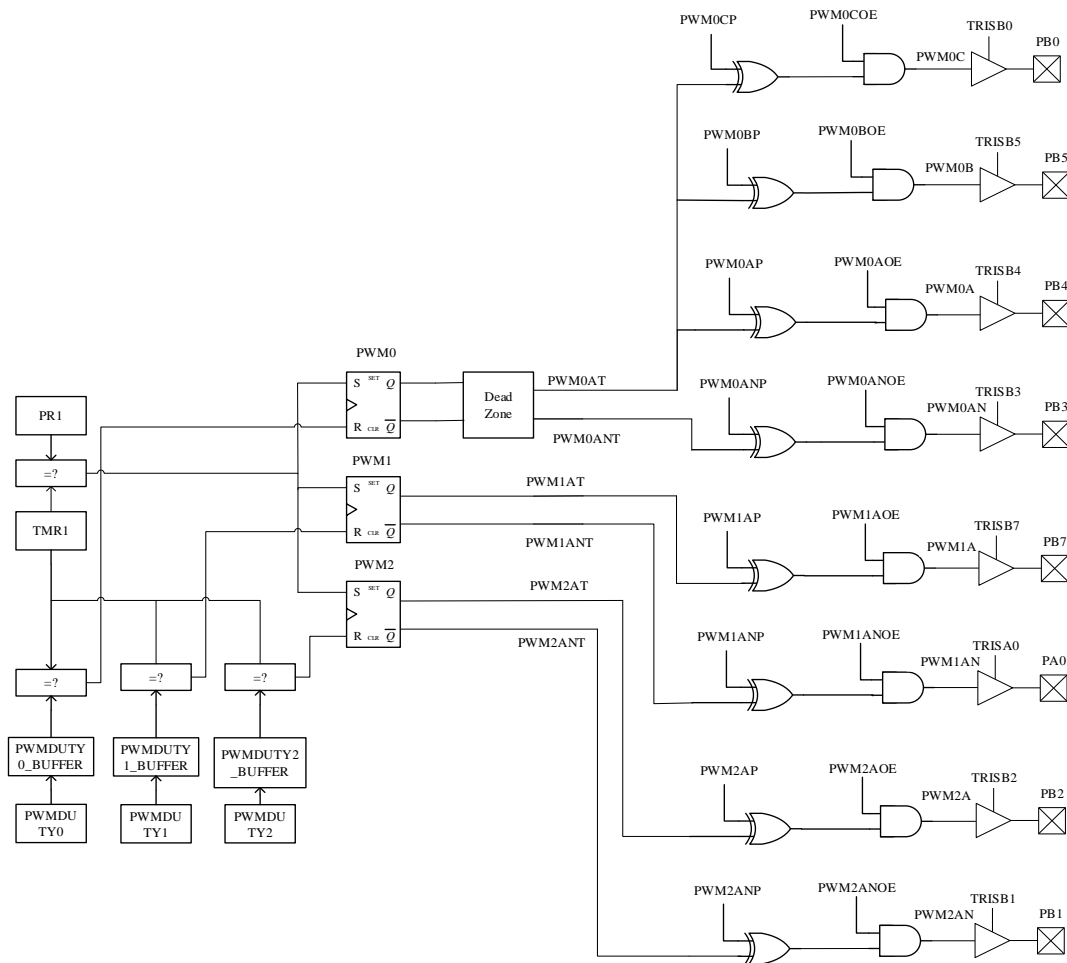 PWM0CP
PWM0COE
PWM0C
TRISB0
PB0
PWM0BP
PWM0BOE
PWM0B
TRISB5
PB5
PWM0AP
PWM0AOE
PWM0A
TRISB4
PB4
PWM0
S SET Q
R CLR Q
Dead
Zone
PWM0AT
PWM0ANT
PWM0ANP
PWM0ANOE
PWM0AN
TRISB3
PB3
PR1
=?
TMR1
PWM1
S SET Q
R CLR Q
PWM1AT
PWM1ANT
PWM1AP
PWM1AOE
PWM1A
TRISB7
PB7
PWM2
S SET Q
R CLR Q
PWM2AT
PWM2ANT
PWM1ANP
PWM1ANOE
PWM1AN
TRISA0
PA0
=?
=?
=?
PWMDUTY
0_BUFFER
PWMDUTY
1_BUFFER
PWMDUTY2
_BUFFER
PWMDU
TY0
PWMDU
TY1
PWMDU
TY2
PWM2AP
PWM2AOE
PWM2A
TRISB2
PB2
PWM2ANP
PWM2ANOE
PWM2AN
TRISB1
PB1